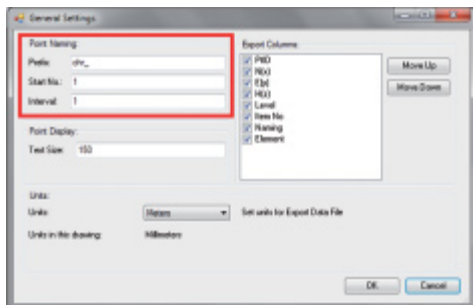 General Settings
Point Naming:
Prefix: chr_
Start No.: 1
Interval: 1
Point Display:
Text Size: 150
Export Columns:
PtID
N(x)
E(y)
H(z)
Level
Item No
Naming
Element
Move Up
Move Down
Units:
Units: Meters Set units for Export Data File
Units in this drawing: Millimeters
OK Cancel